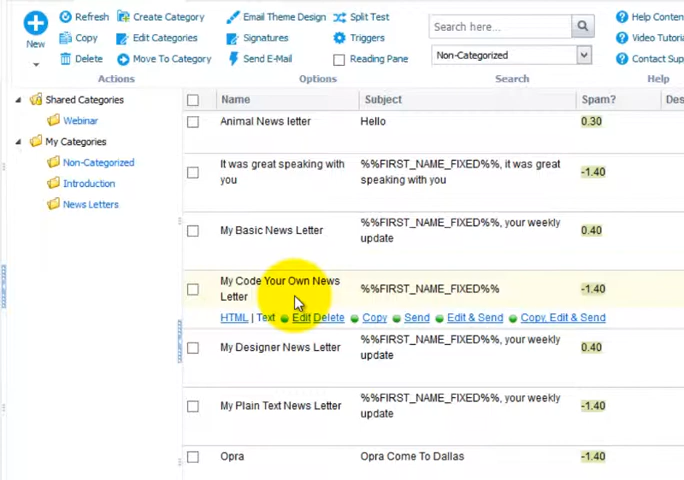 Refresh Create Category Email Theme Design Split Test Search here... Help Conten
New Copy Edit Categories Signatures Triggers Non-Categorized Video Tutoria
Delete Move To Category Send E-Mail Reading Pane Contact Sup
Actions Options Search Help
Shared Categories
Webinar
My Categories
Non-Categorized
Introduction
News Letters
Name Subject Spam? Des
Animal News letter Hello 0.30
It was great speaking with %%FIRST_NAME_FIXED%%, it was great -1.40
you speaking with you
My Basic News Letter %%FIRST_NAME_FIXED%%, your weekly 0.40
update
My Code Your Own News %%FIRST_NAME_FIXED%% -1.40
Letter
HTML | Text Edit Delete Copy Send Edit & Send Copy, Edit & Send
My Designer News Letter %%FIRST_NAME_FIXED%%, your weekly 0.40
update
My Plain Text News Letter %%FIRST_NAME_FIXED%%, your weekly -1.40
update
Opra Opra Come To Dallas -1.40